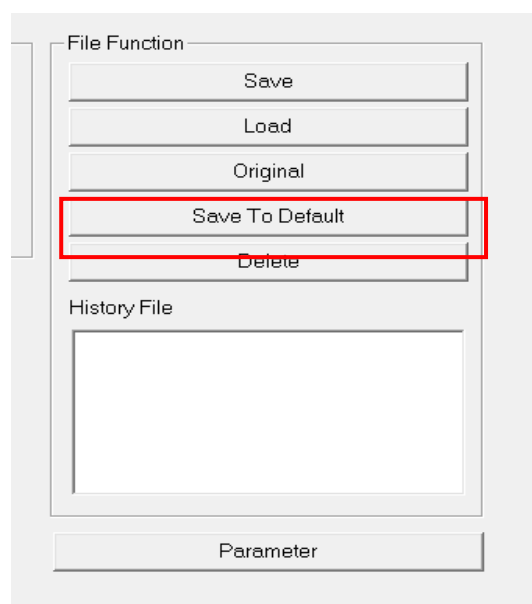 File Function
Save
Load
Original
Save To Default
Delete
History File
Parameter